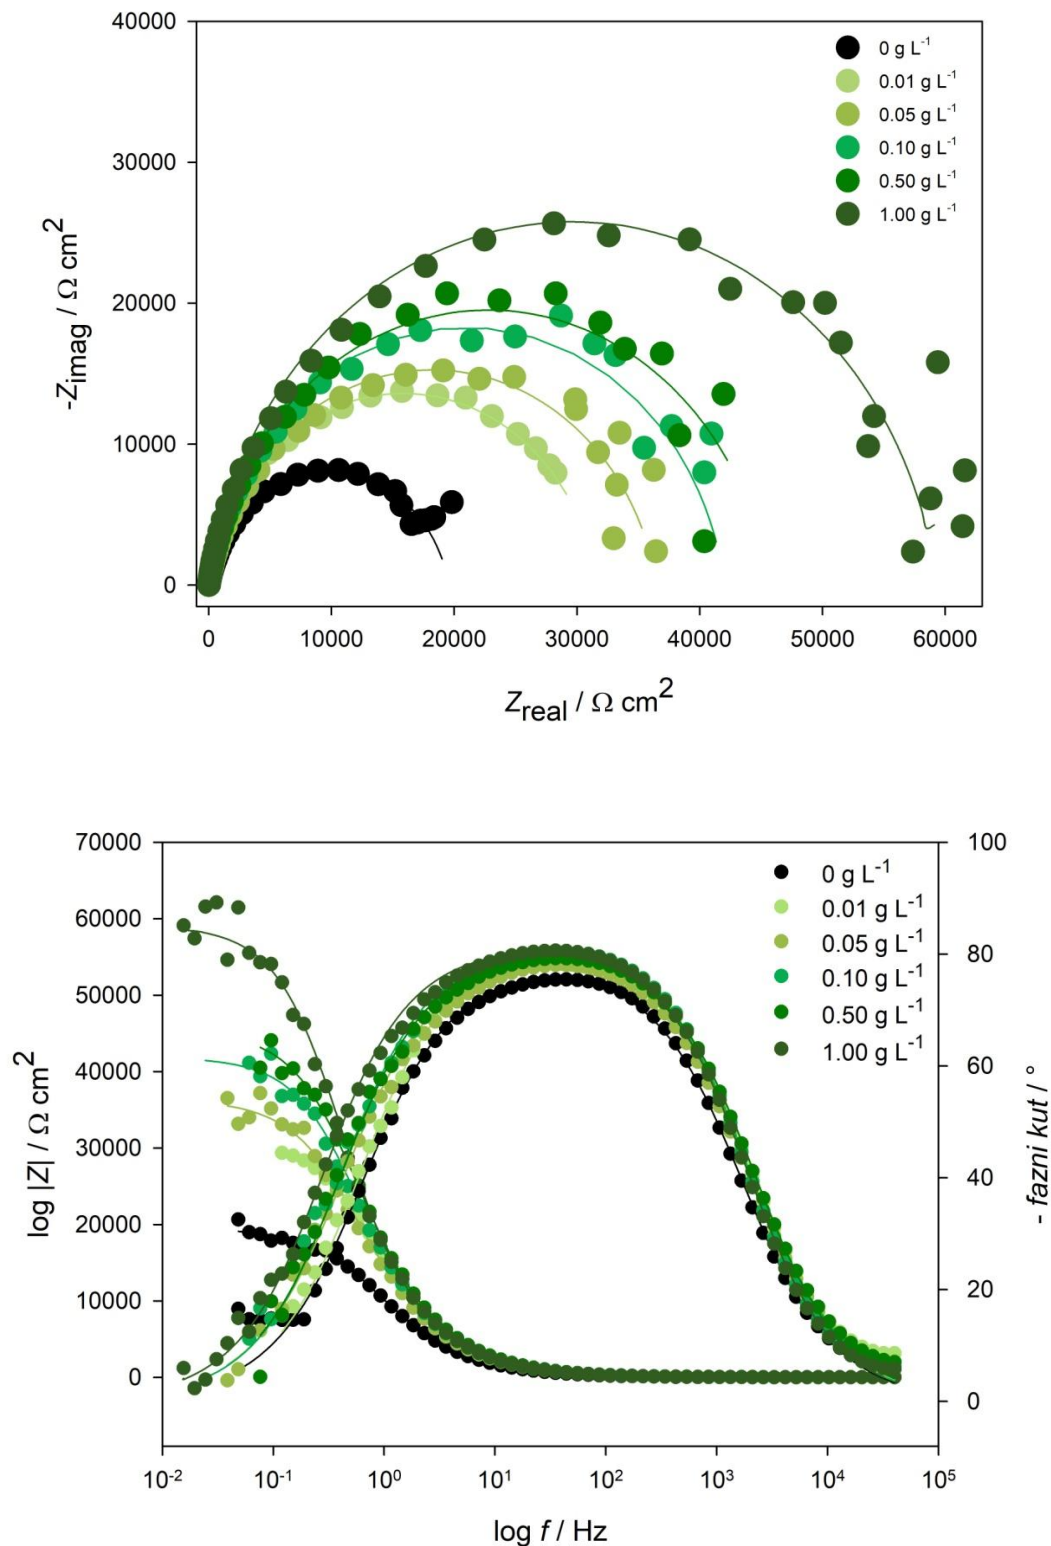 40000
30000
20000
10000
0
-Zimag / Ω cm²
0 g L⁻¹
0.01 g L⁻¹
0.05 g L⁻¹
0.10 g L⁻¹
0.50 g L⁻¹
1.00 g L⁻¹
0 10000 20000 30000 40000 50000 60000
Zreal / Ω cm²
70000
60000
50000
40000
30000
20000
10000
0
log |Z| / Ω cm²
0 g L⁻¹
0.01 g L⁻¹
0.05 g L⁻¹
0.10 g L⁻¹
0.50 g L⁻¹
1.00 g L⁻¹
100
80
60
40
20
0
- fazni kut / °
10⁻² 10⁻¹ 10⁰ 10¹ 10² 10³ 10⁴ 10⁵
log f / Hz